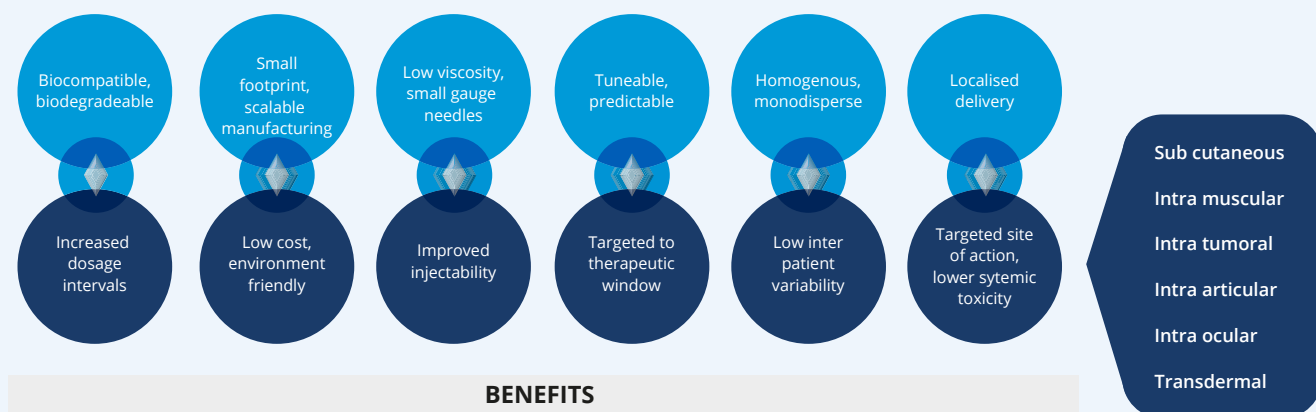 Biocompatible,
biodegradeable
Small
footprint,
scalable
manufacturing
Low viscosity,
small gauge
needles
Tuneable,
predictable
Homogenous,
monodisperse
Localised
delivery
Increased
dosage
intervals
Low cost,
environment
friendly
Improved
injectability
Targeted to
therapeutic
window
Low inter
patient
variability
Targeted site
of action,
lower sytemic
toxicity
Sub cutaneous
Intra muscular
Intra tumoral
Intra articular
Intra ocular
Transdermal
BENEFITS